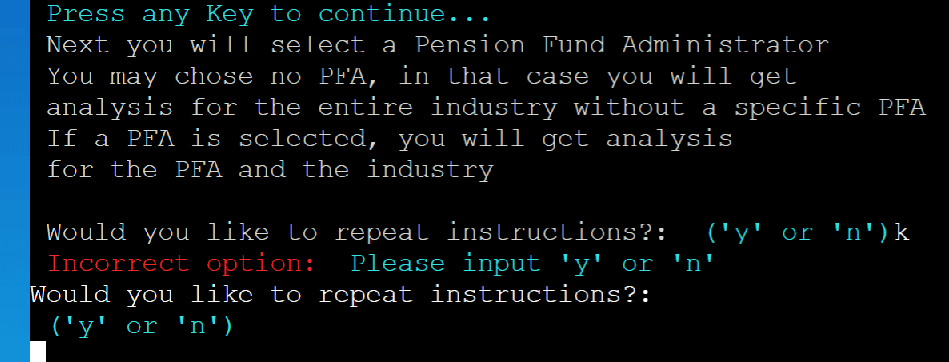 Press any Key to continue...
Next you will select a Pension Fund Administrator
You may chose no PFA, in that case you will get
analysis for the entire industry without a specific PFA
If a PFA is selected, you will get analysis
for the PFA and the industry
Would you like to repeat instructions?: ('y' or 'n')k
Incorrect option: Please input 'y' or 'n'
Would you like to repeat instructions?:
('y' or 'n')